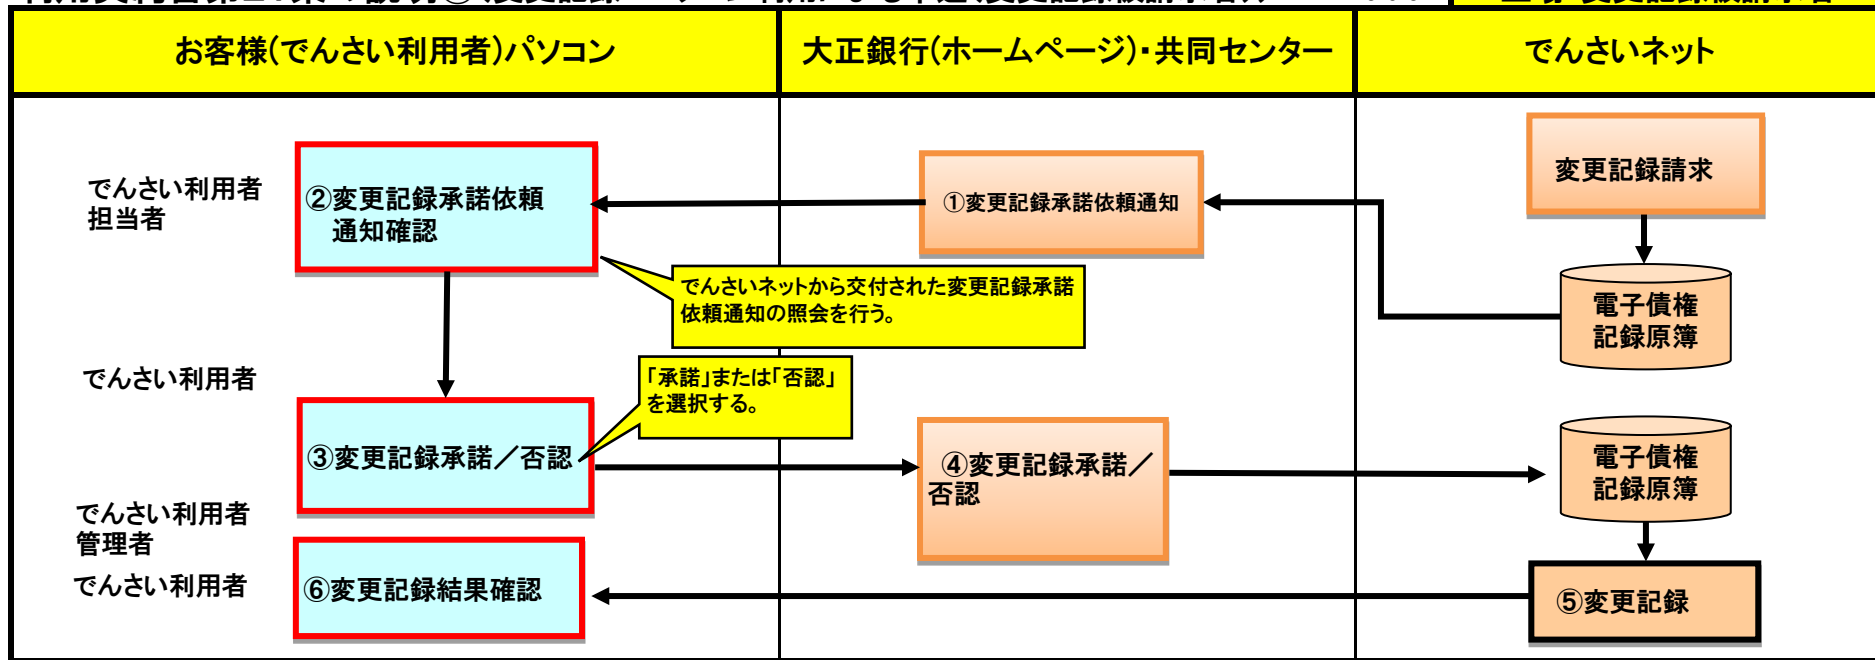 お客様(でんさい利用者)パソコン
大正銀行(ホームページ)・共同センター
でんさいネット
でんさい利用者
担当者
②変更記録承諾依頼
通知確認
①変更記録承諾依頼通知
変更記録請求
でんさいネットから交付された変更記録承諾
依頼通知の照会を行う。
電子債権
記録原簿
でんさい利用者
「承諾」または「否認」
を選択する。
③変更記録承諾／否認
④変更記録承諾／
否認
電子債権
記録原簿
でんさい利用者
管理者
でんさい利用者
⑥変更記録結果確認
⑤変更記録